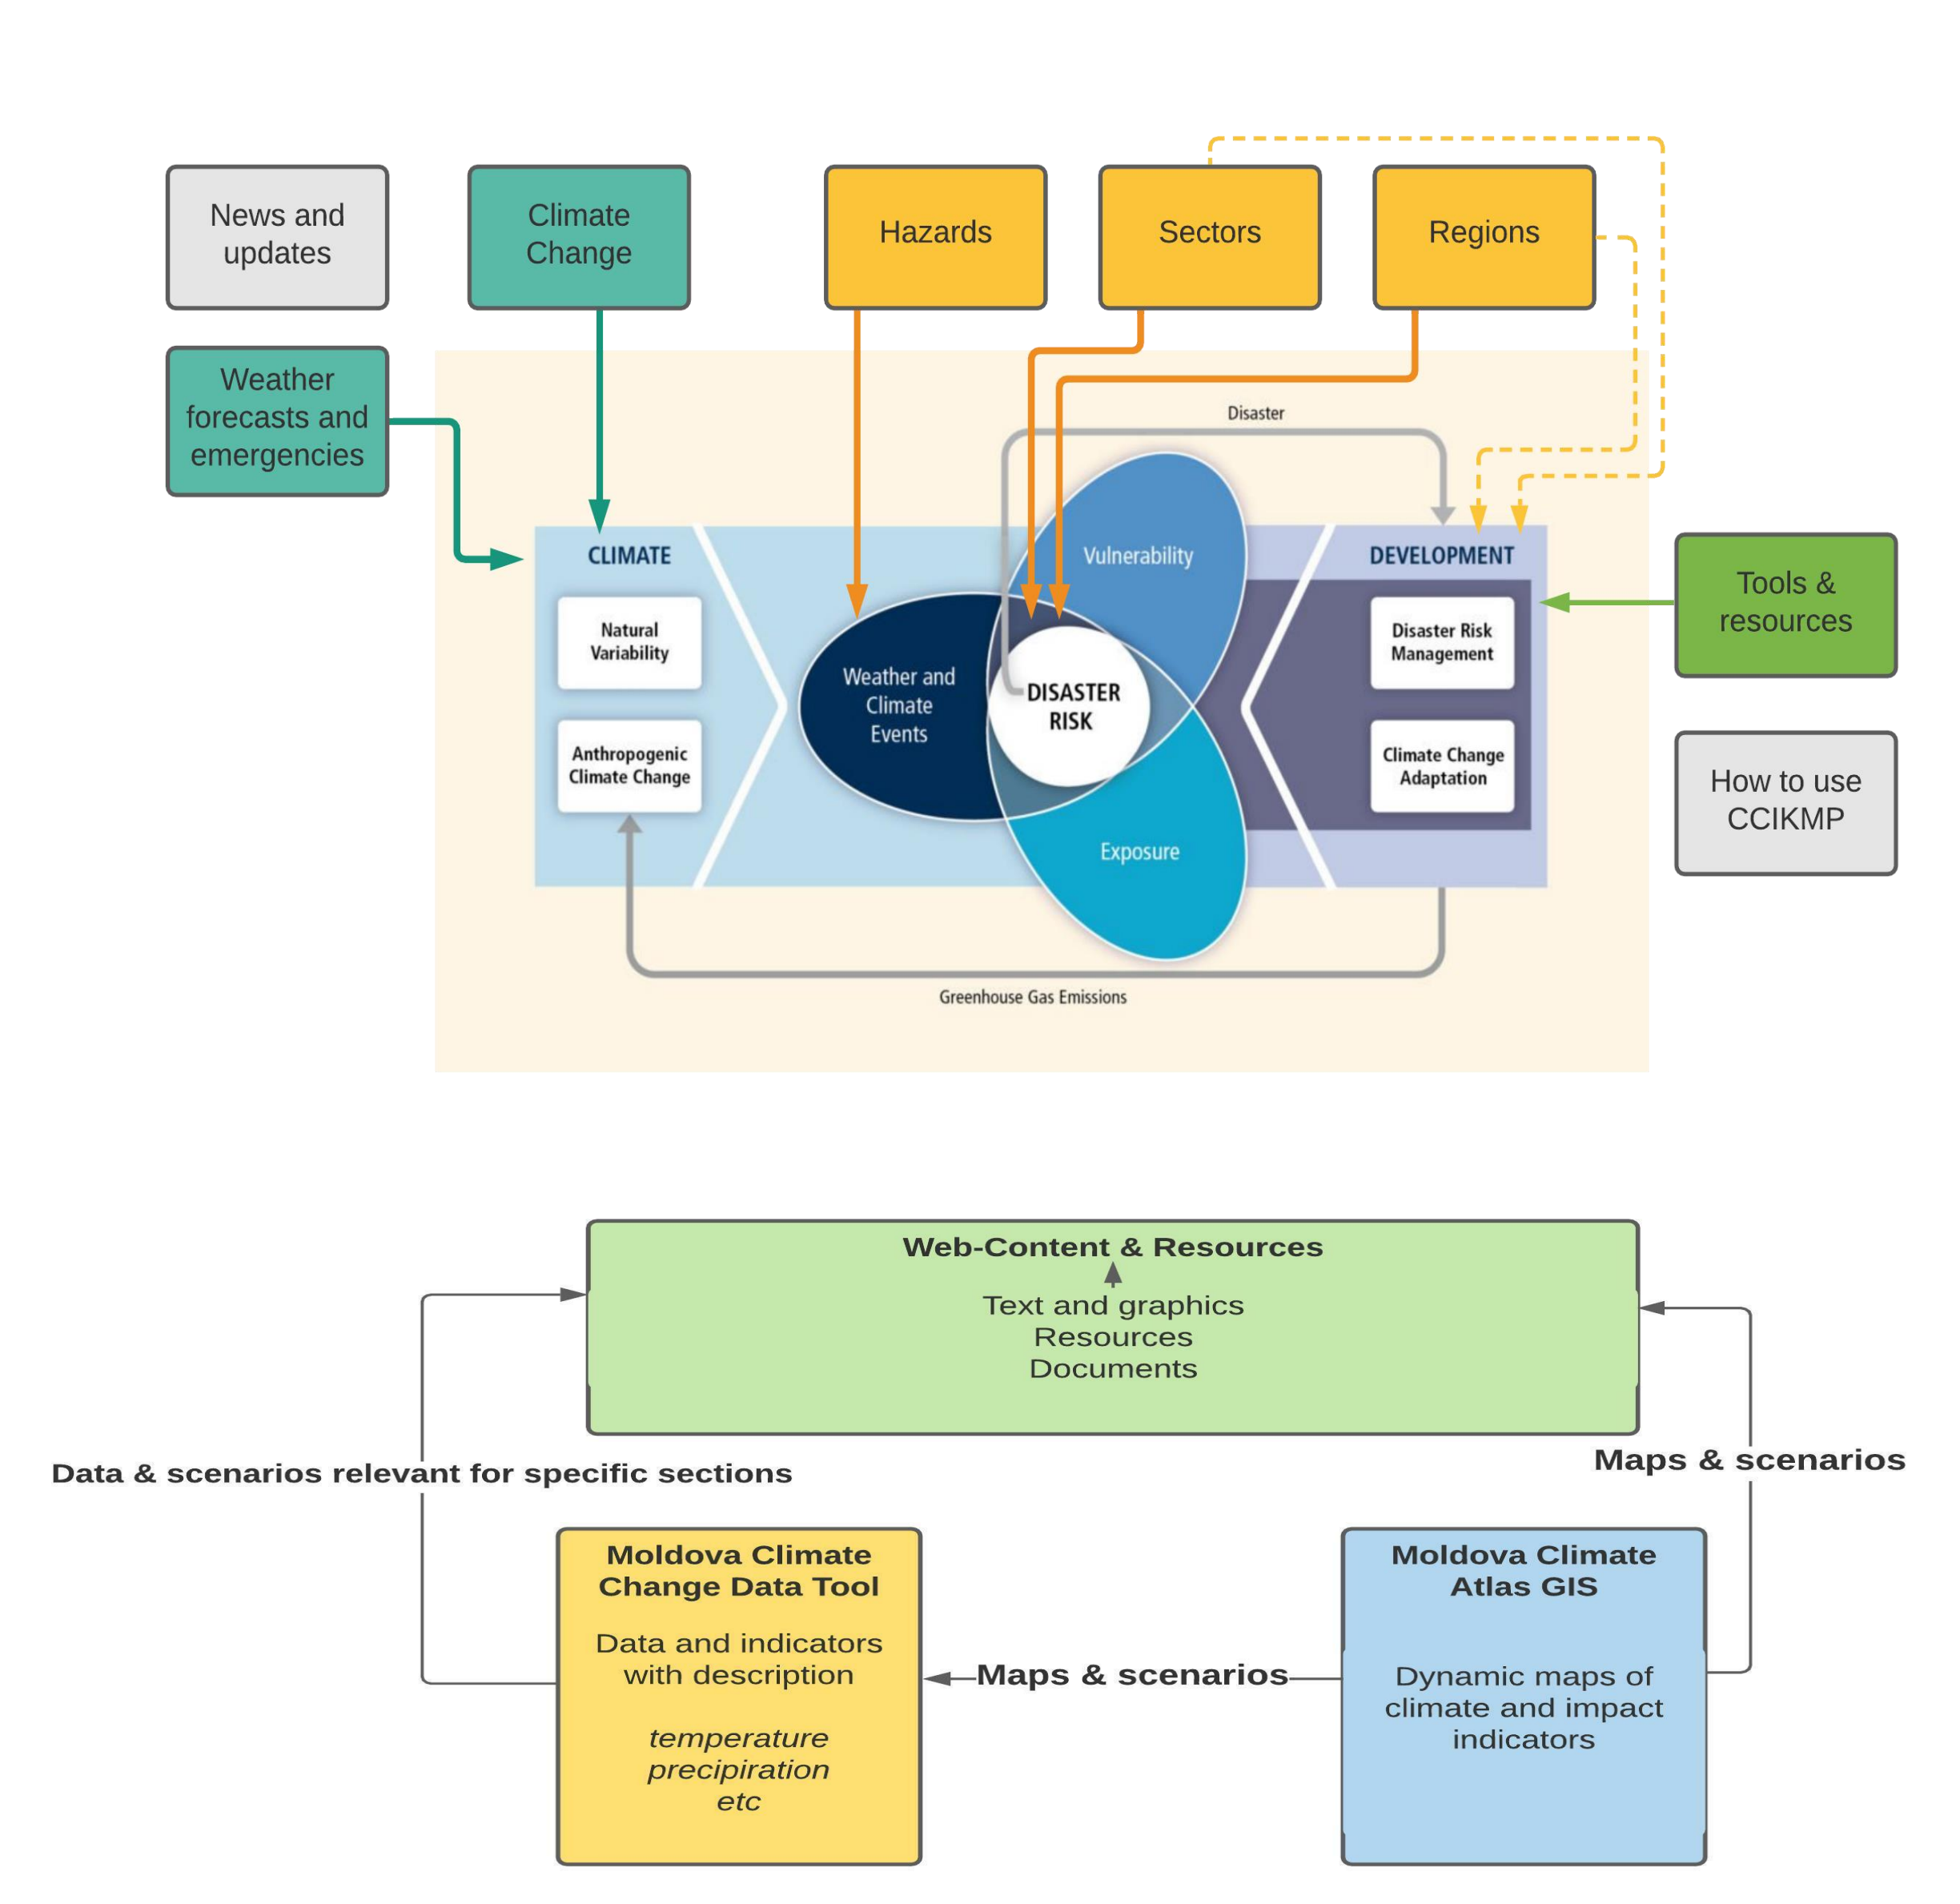 News and
updates
Climate
Change
Hazards
Sectors
Regions
Weather
forecasts and
emergencies
Disaster
CLIMATE
Natural
Variability
Anthropogenic
Climate Change
Weather and
Climate
Events
Vulnerability
DISASTER
RISK
Exposure
DEVELOPMENT
Disaster Risk
Management
Climate Change
Adaptation
Greenhouse Gas Emissions
Tools &
resources
How to use
CCIKMP
Web-Content & Resources
Text and graphics
Resources
Documents
Data & scenarios relevant for specific sections
Maps & scenarios
Moldova Climate
Change Data Tool
Data and indicators
with description
temperature
precipiration
etc
Maps & scenarios
Moldova Climate
Atlas GIS
Dynamic maps of
climate and impact
indicators